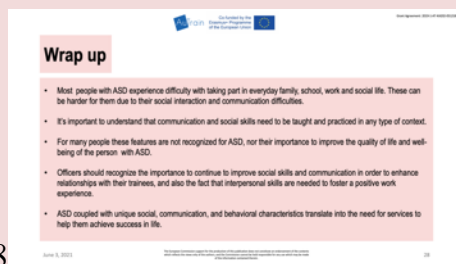 Co-funded by the
Erasmus+ Programme
of the European Union
Wrap up
• Most people with ASD experience difficulty with taking part in everyday family, school, work and social life. These can
be harder for them due to their social interaction and communication difficulties.
• It's important to understand that communication and social skills need to be taught and practiced in any type of context.
• For many people these features are not recognized for ASD, nor their importance to improve the quality of life and well-
being of the person with ASD.
• Officers should recognize the importance to continue to improve social skills and communication in order to enhance
relationships with their trainees, and also the fact that interpersonal skills are needed to foster a positive work
experience.
• ASD coupled with unique social, communication, and behavioral characteristics translate into the need for services to
help them achieve success in life.
8
June 3, 2021
28